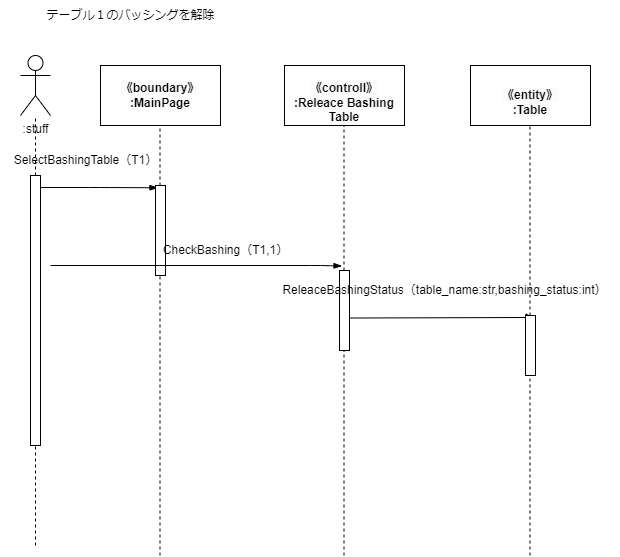 テーブル１のバッシングを解除
《boundary》
:MainPage
《controll》
:Releace Bashing
Table
《entity》
:Table
:stuff
SelectBashingTable（T1）
CheckBashing（T1,1）
ReleaceBashingStatus（table_name:str,bashing_status:int）